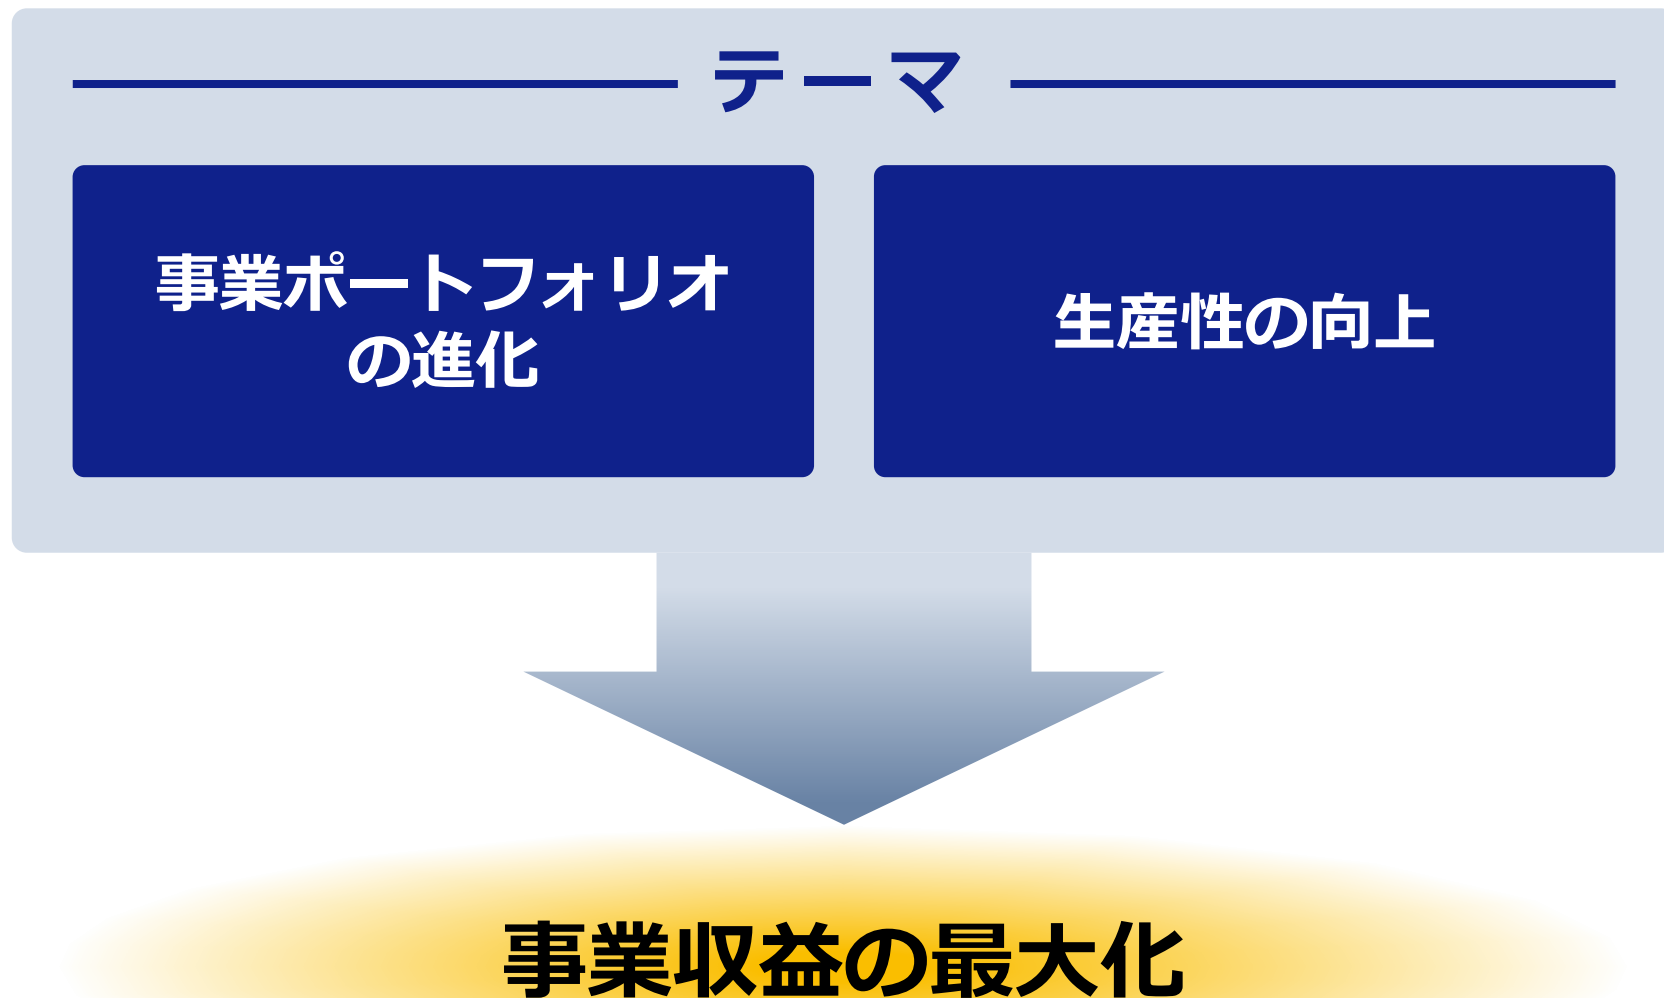 テーマ
事業ポートフォリオ
の進化
生産性の向上
事業収益の最大化